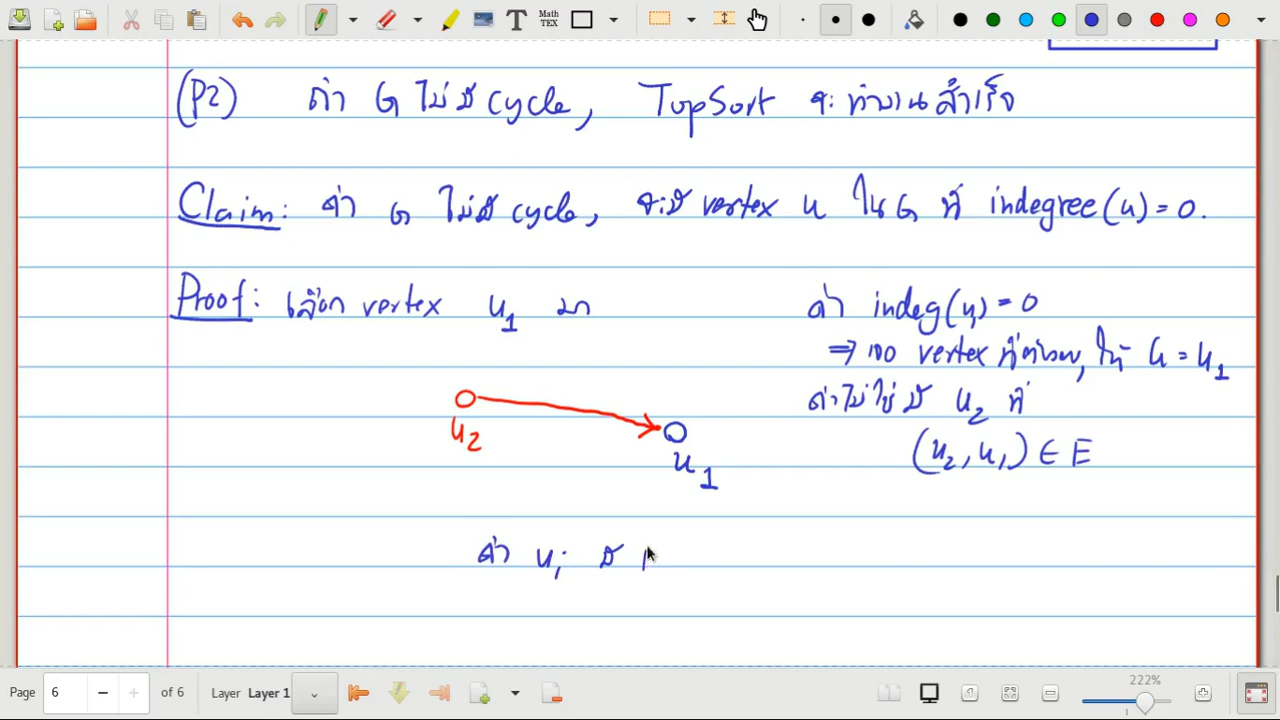 Math TEX
(P2) ถ้า G ไม่มี cycle, TopSort จะทำงานสำเร็จ
Claim: ถ้า G ไม่มี cycle, จะมี vertex u ใน G ที่ indegree(u) = 0.
Proof: เลือก vertex u1 มา
ถ้า indeg(u1) = 0
⇒ เจอ vertex ที่ต้องการ, ให้ u = u1
ถ้าไม่ใช่ มี u2 ที่
(u2, u1) ∈ E
u2
u1
ถ้า ui มี
Page 6 of 6 Layer Layer 1 222%